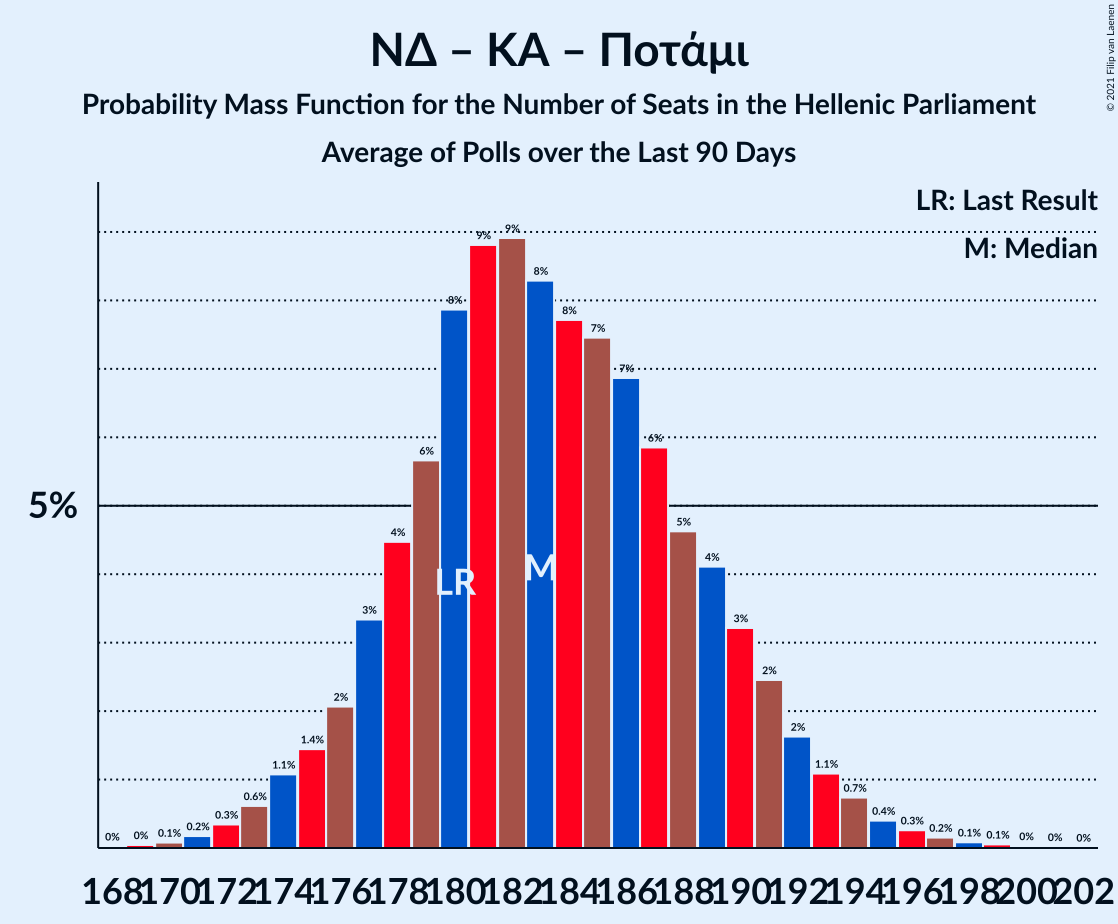 ΝΔ – ΚΑ – Ποτάμι
Probability Mass Function for the Number of Seats in the Hellenic Parliament
Average of Polls over the Last 90 Days
© 2021 Filip van Laenen
LR: Last Result
M: Median
5%
0% 0% 0.1% 0.2% 0.3% 0.6% 1.1% 1.4% 2% 3% 4% 6% 8% 9% 9% 8% 8% 7% 7% 6% 5% 4% 3% 2% 2% 1.1% 0.7% 0.4% 0.3% 0.2% 0.1% 0.1% 0% 0% 0%
LR M
168 170 172 174 176 178 180 182 184 186 188 190 192 194 196 198 200 202